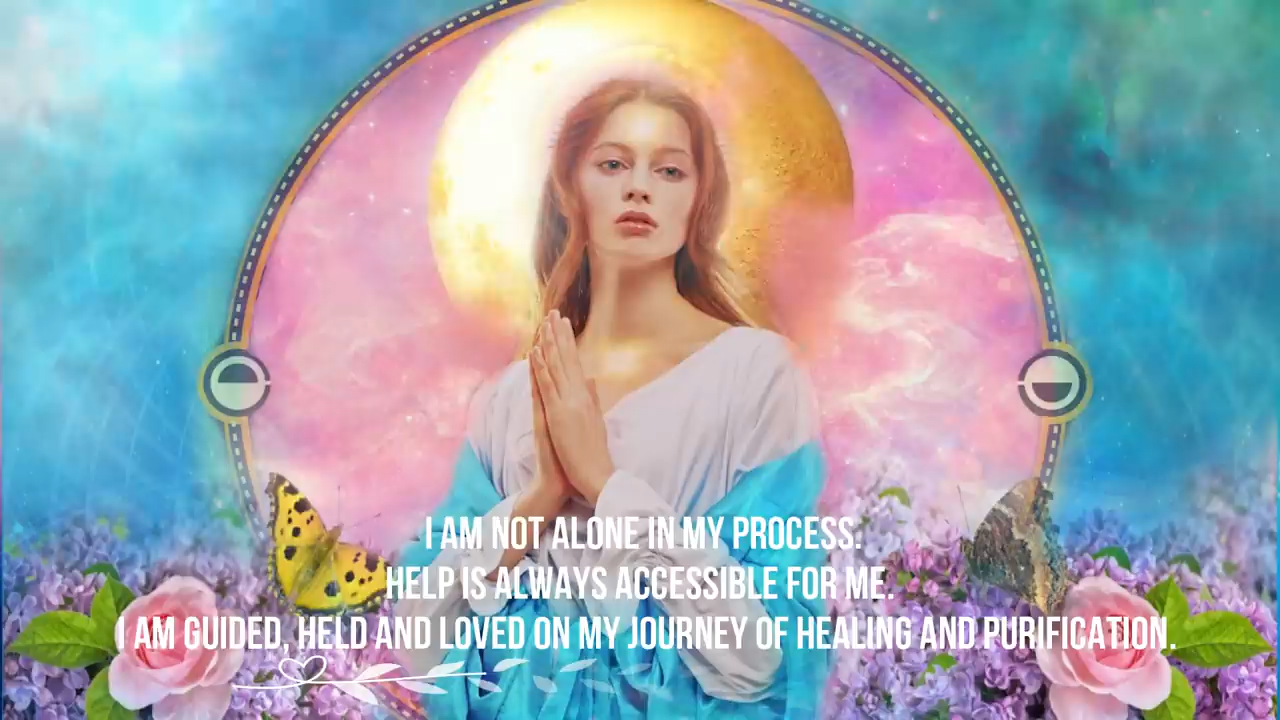 I AM NOT ALONE IN MY PROCESS.
HELP IS ALWAYS ACCESSIBLE FOR ME.
I AM GUIDED, HELD AND LOVED ON MY JOURNEY OF HEALING AND PURIFICATION.